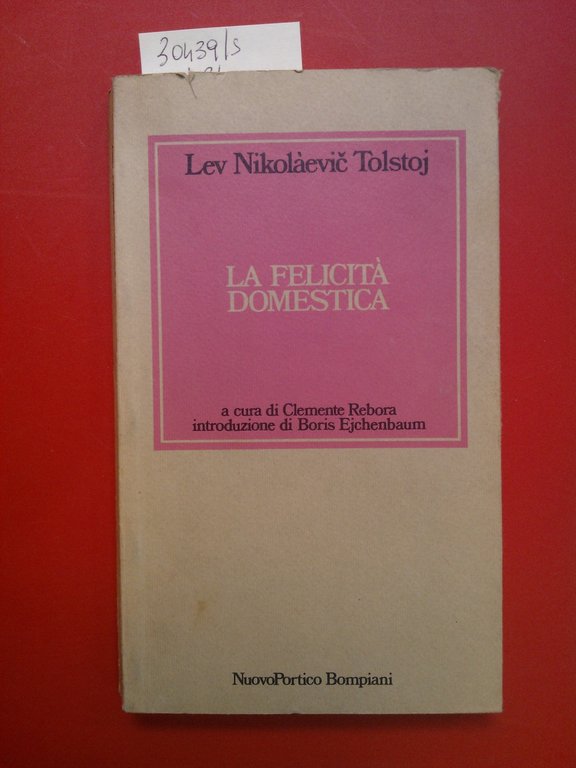 30439/s
Lev Nikolàevič Tolstoj
LA FELICITÀ
DOMESTICA
a cura di Clemente Rebora
introduzione di Boris Ejchenbaum
NuovoPortico Bompiani